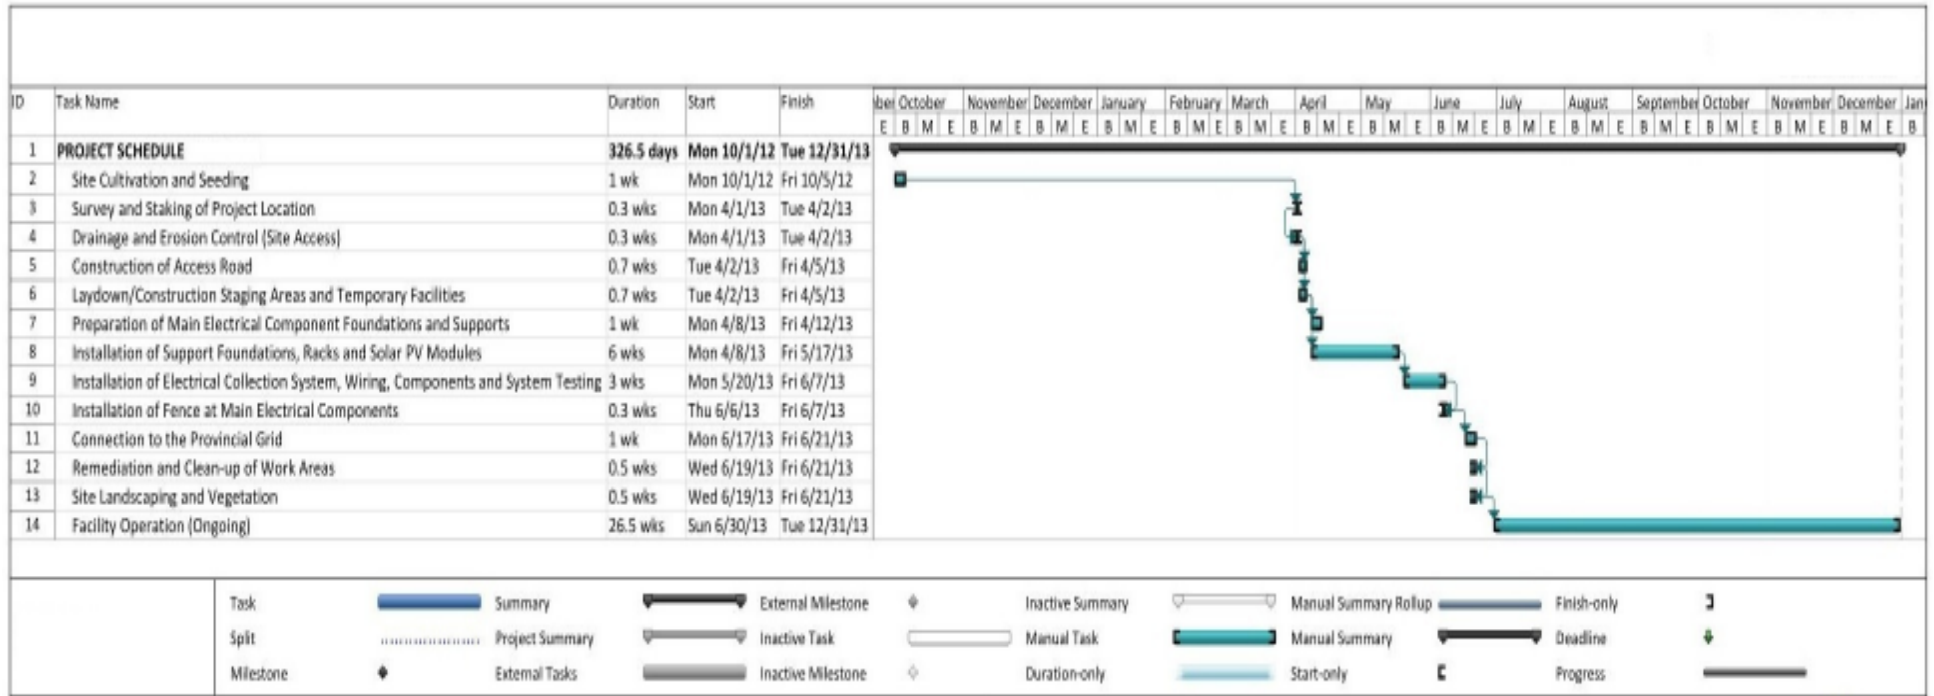 ID Task Name Duration Start Finish ber October November December January February March April May June July August September October November December Jan
E B M E B M E B M E B M E B M E B M E B M E B M E B M E B M E B M E B M E B M E B M E B M E B
1 PROJECT SCHEDULE 326.5 days Mon 10/1/12 Tue 12/31/13
2 Site Cultivation and Seeding 1 wk Mon 10/1/12 Fri 10/5/12
3 Survey and Staking of Project Location 0.3 wks Mon 4/1/13 Tue 4/2/13
4 Drainage and Erosion Control (Site Access) 0.3 wks Mon 4/1/13 Tue 4/2/13
5 Construction of Access Road 0.7 wks Tue 4/2/13 Fri 4/5/13
6 Laydown/Construction Staging Areas and Temporary Facilities 0.7 wks Tue 4/2/13 Fri 4/5/13
7 Preparation of Main Electrical Component Foundations and Supports 1 wk Mon 4/8/13 Fri 4/12/13
8 Installation of Support Foundations, Racks and Solar PV Modules 6 wks Mon 4/8/13 Fri 5/17/13
9 Installation of Electrical Collection System, Wiring, Components and System Testing 3 wks Mon 5/20/13 Fri 6/7/13
10 Installation of Fence at Main Electrical Components 0.3 wks Thu 6/6/13 Fri 6/7/13
11 Connection to the Provincial Grid 1 wk Mon 6/17/13 Fri 6/21/13
12 Remediation and Clean-up of Work Areas 0.5 wks Wed 6/19/13 Fri 6/21/13
13 Site Landscaping and Vegetation 0.5 wks Wed 6/19/13 Fri 6/21/13
14 Facility Operation (Ongoing) 26.5 wks Sun 6/30/13 Tue 12/31/13
Task Summary External Milestone Inactive Summary Manual Summary Rollup Finish-only
Split Project Summary Inactive Task Manual Task Manual Summary Deadline
Milestone External Tasks Inactive Milestone Duration-only Start-only Progress